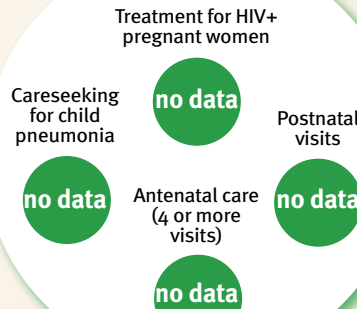 Treatment for HIV+
pregnant women
no data
Careseeking
for child
pneumonia
no data
Postnatal
visits
no data
Antenatal care
(4 or more
visits)
no data